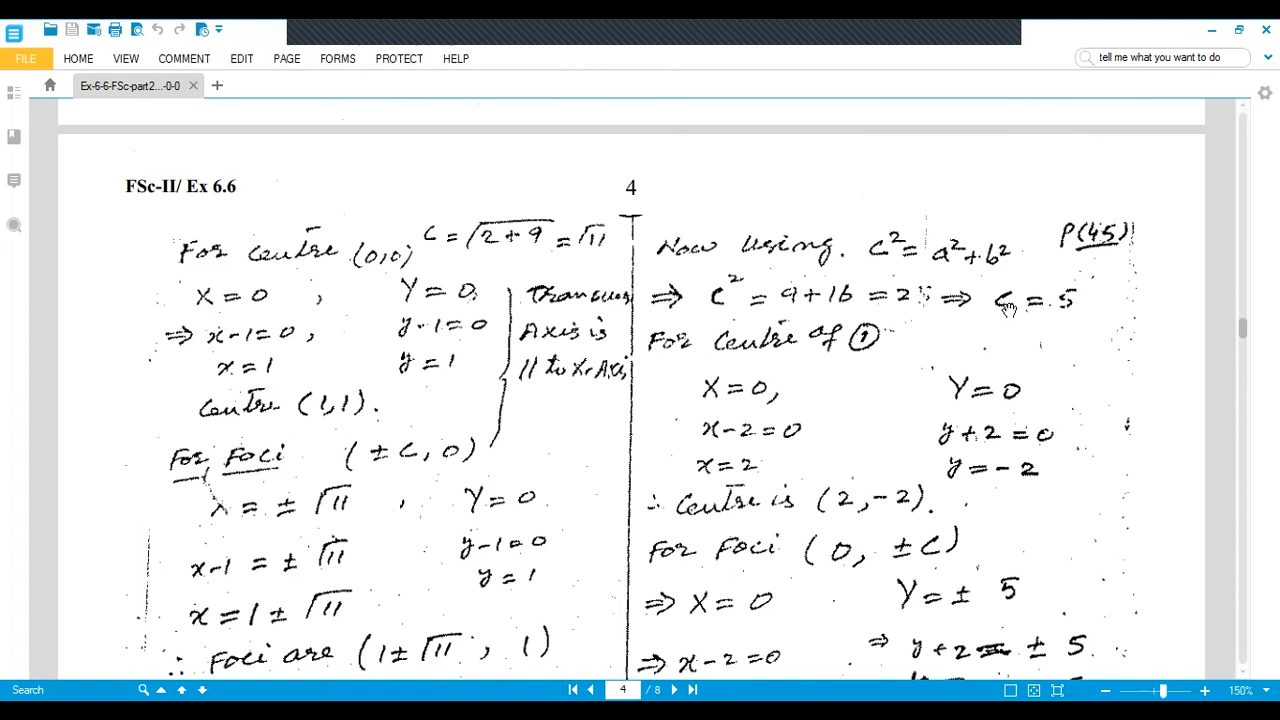 FILE HOME VIEW COMMENT EDIT PAGE FORMS PROTECT HELP
tell me what you want to do
Ex-6-6-FSc-part2...-0-0
FSc-II/ Ex 6.6
4
For Centre (0,0) C = √(2+9) = √11
X = 0 , Y = 0
⇒ x-1=0, y-1=0
x=1 y=1
Axis is
// to X-Axis
Centre (1,1).
For Foci (±C, 0)
X = ± √11 , Y=0
x-1 = ± √11 y-1=0
y=1
x=1 ± √11
∴ Foci are (1±√11 , 1)
P(45)
Now Using. C² = a²+b²
⇒ C² = 9+16 = 25 ⇒ C = 5
For Centre of ①
X=0, Y=0
x-2=0 y+2=0
x=2 y=-2
∴ Centre is (2,-2).
For Foci (0, ±C)
⇒ X=0 Y=± 5
⇒ x-2=0 ⇒ y+2= ± 5
Search
4 / 8
150%